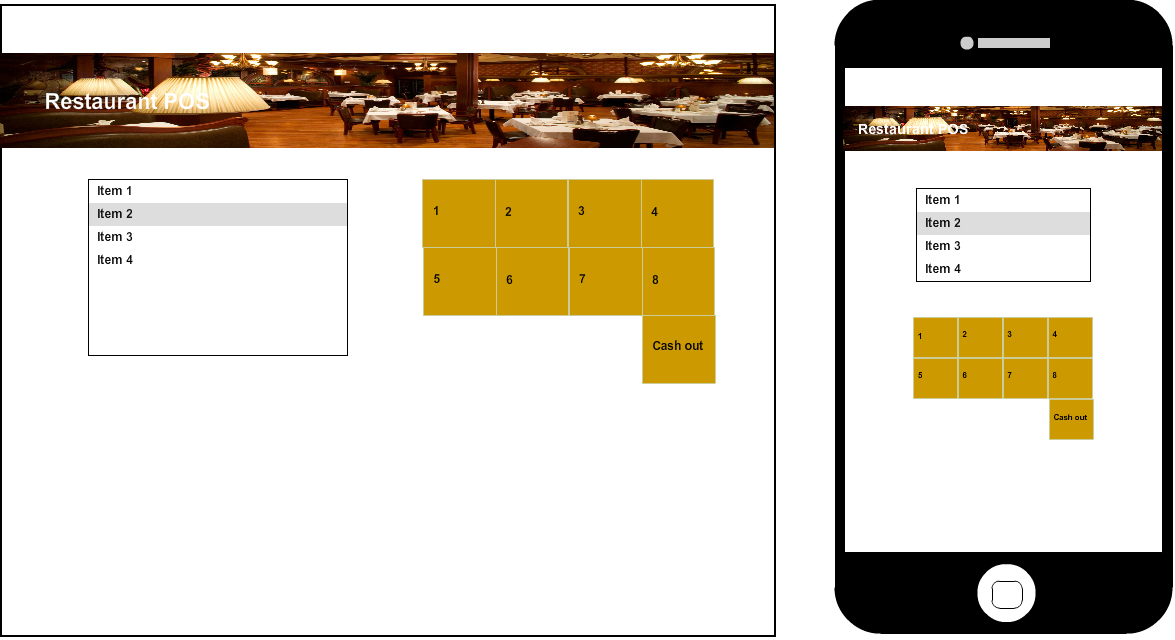 Restaurant POS
Item 1
Item 2
Item 3
Item 4
1 2 3 4
5 6 7 8
Cash out
Restaurant POS
Item 1
Item 2
Item 3
Item 4
1 2 3 4
5 6 7 8
Cash out